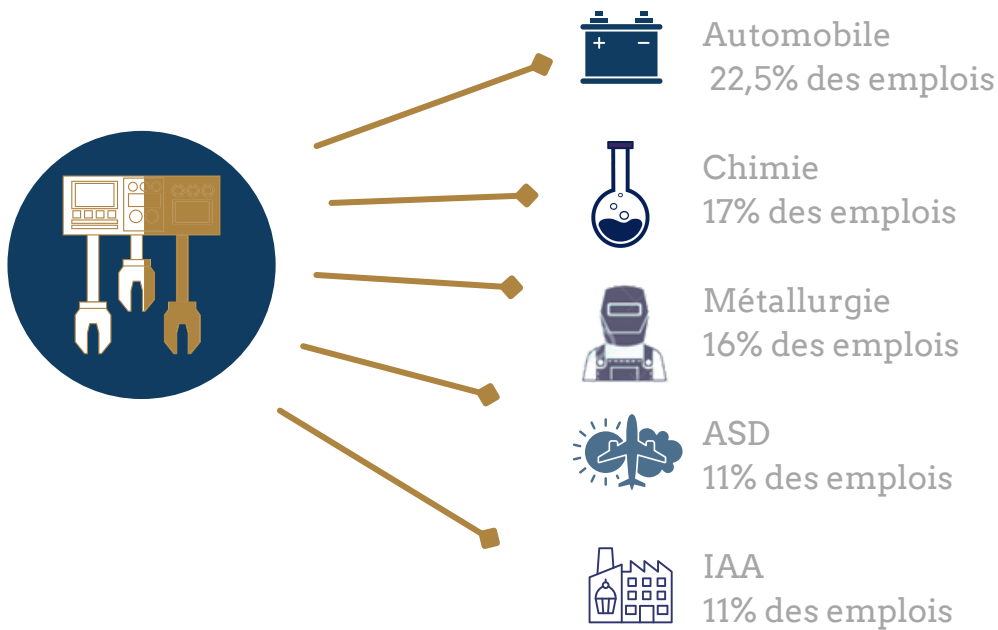 Automobile
22,5% des emplois
Chimie
17% des emplois
Métallurgie
16% des emplois
ASD
11% des emplois
IAA
11% des emplois